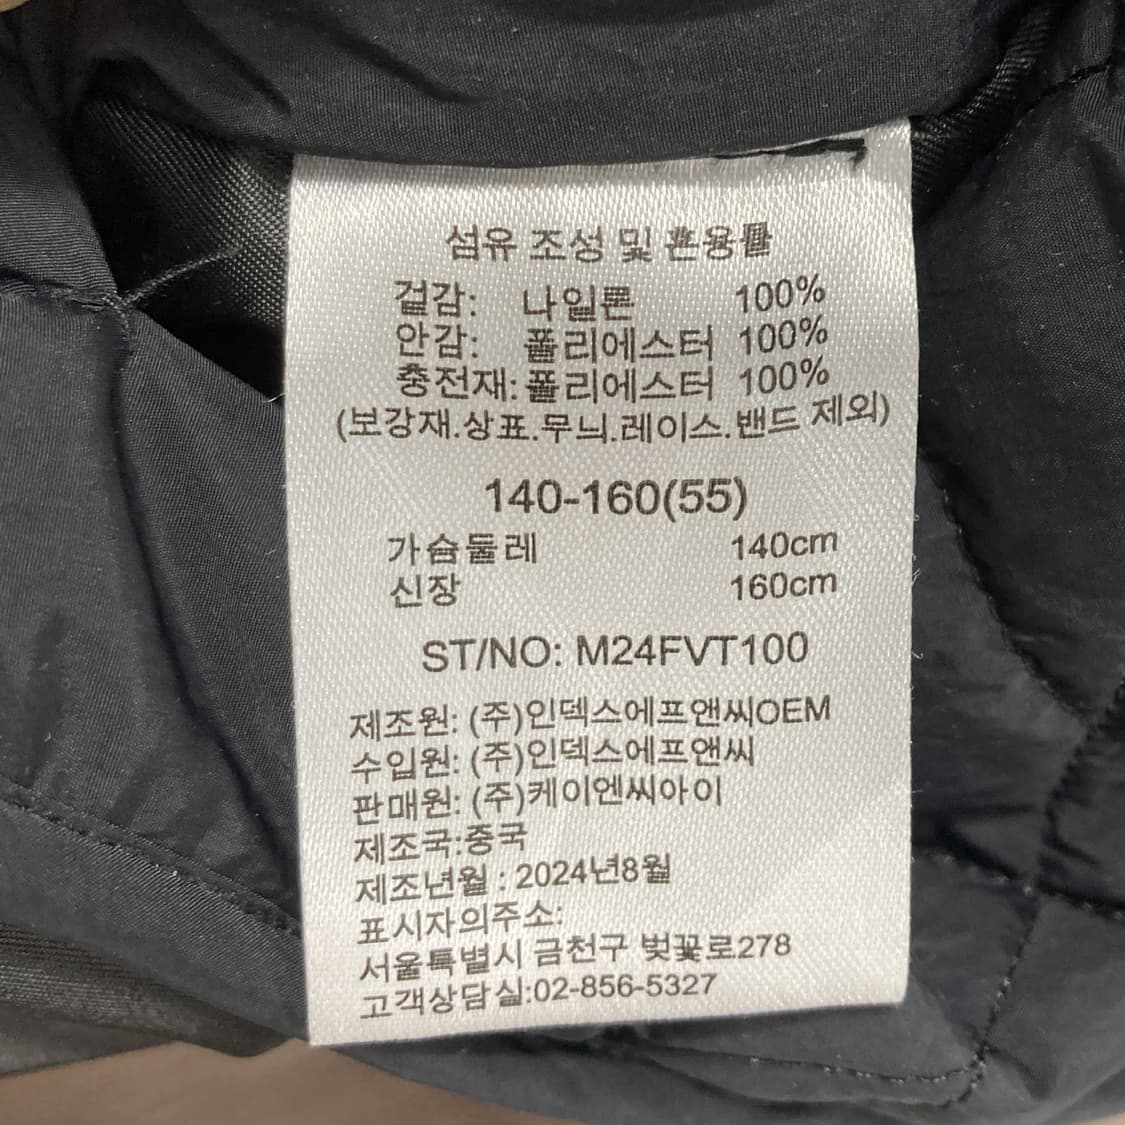 섬유 조성 및 혼용률
겉감: 나일론 100%
안감: 폴리에스터 100%
충전재: 폴리에스터 100%
(보강재.상표.무늬.레이스.밴드 제외)
140-160(55)
가슴둘레 140cm
신장 160cm
ST/NO: M24FVT100
제조원: (주)인덱스에프앤씨OEM
수입원: (주)인덱스에프앤씨
판매원: (주)케이엔씨아이
제조국:중국
제조년월 : 2024년8월
표시자의주소:
서울특별시 금천구 벚꽃로278
고객상담실:02-856-5327